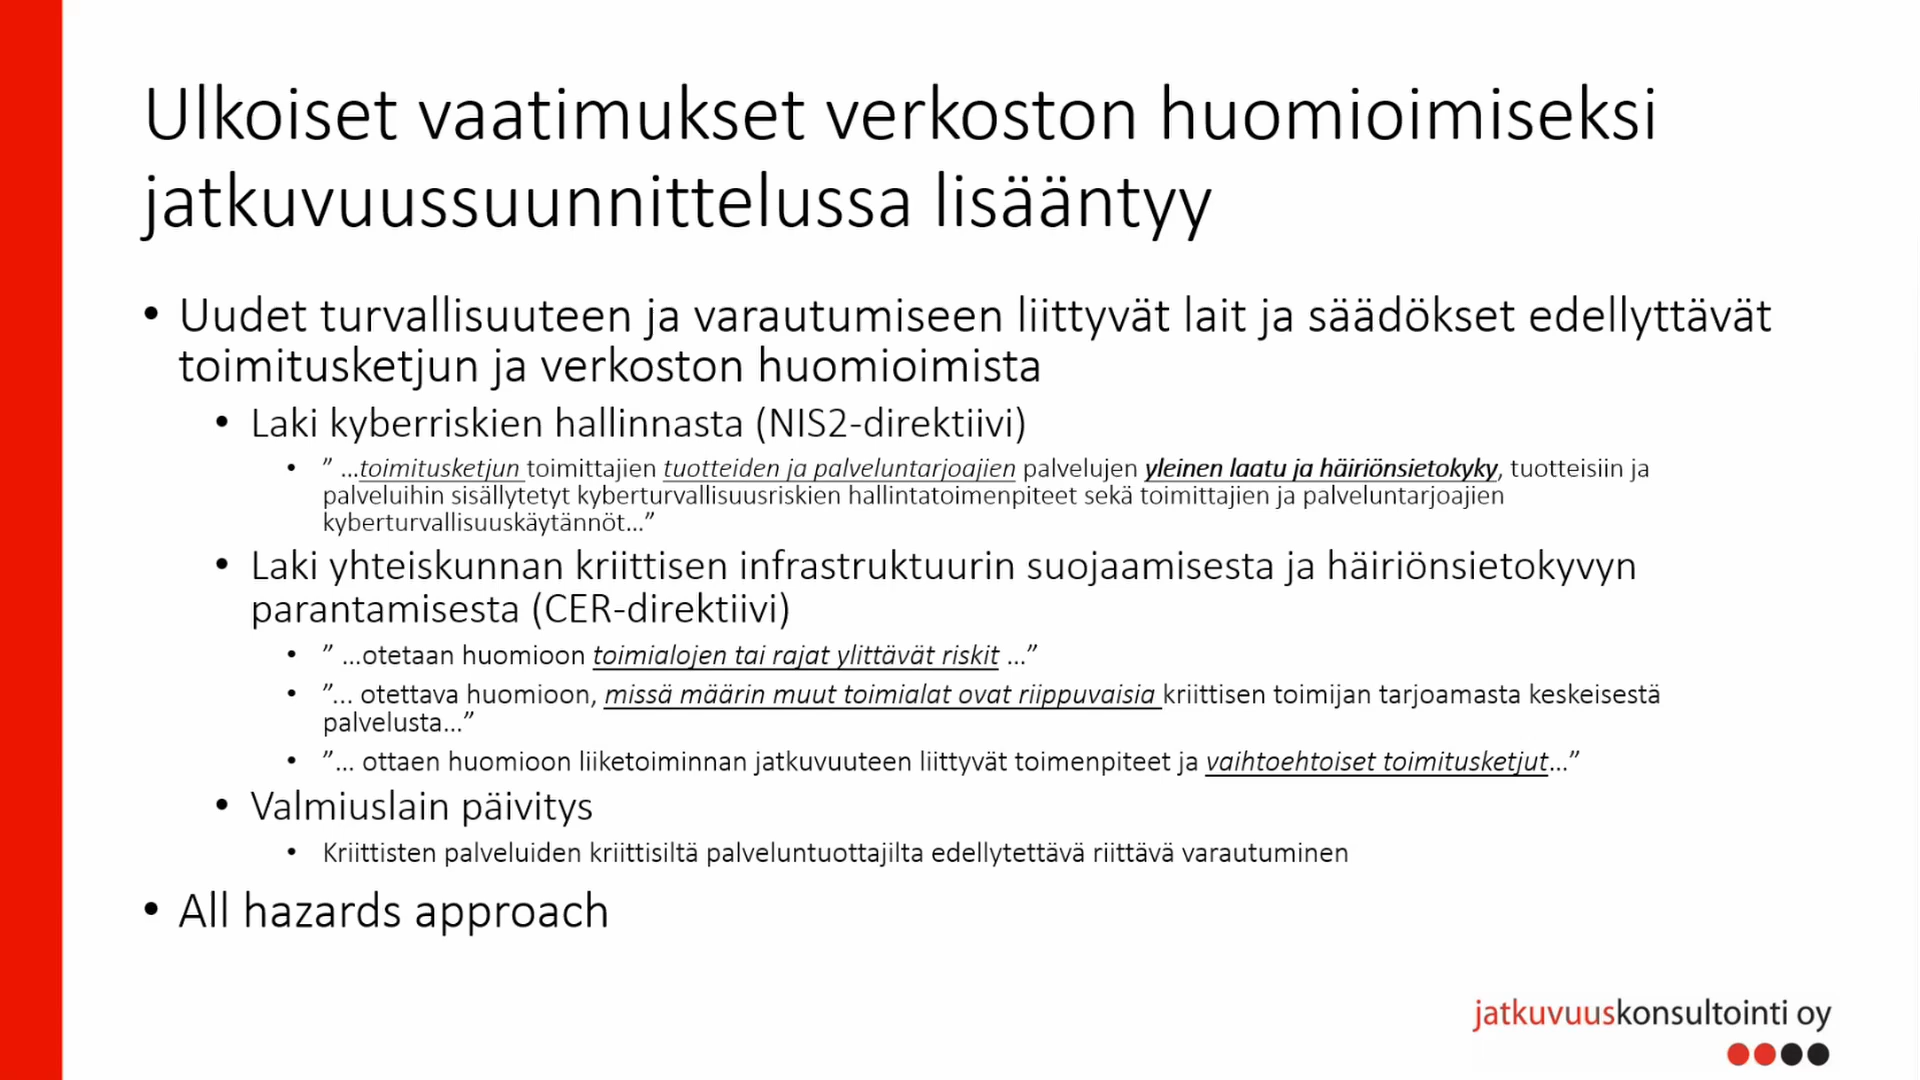 Ulkoiset vaatimukset verkoston huomioimiseksi
jatkuvuussuunnittelussa lisääntyy
• Uudet turvallisuuteen ja varautumiseen liittyvät lait ja säädökset edellyttävät
toimitusketjun ja verkoston huomioimista
• Laki kyberriskien hallinnasta (NIS2-direktiivi)
• ” …toimitusketjun toimittajien tuotteiden ja palveluntarjoajien palvelujen yleinen laatu ja häiriönsietokyky, tuotteisiin ja
palveluihin sisällytetyt kyberturvallisuusriskien hallintatoimenpiteet sekä toimittajien ja palveluntarjoajien
kyberturvallisuuskäytännöt…”
• Laki yhteiskunnan kriittisen infrastruktuurin suojaamisesta ja häiriönsietokyvyn
parantamisesta (CER-direktiivi)
• ” …otetaan huomioon toimialojen tai rajat ylittävät riskit …”
• ”… otettava huomioon, missä määrin muut toimialat ovat riippuvaisia kriittisen toimijan tarjoamasta keskeisestä
palvelusta…”
• ”… ottaen huomioon liiketoiminnan jatkuvuuteen liittyvät toimenpiteet ja vaihtoehtoiset toimitusketjut…”
• Valmiuslain päivitys
• Kriittisten palveluiden kriittisiltä palveluntuottajilta edellytettävä riittävä varautuminen
• All hazards approach
jatkuvuuskonsultointi oy